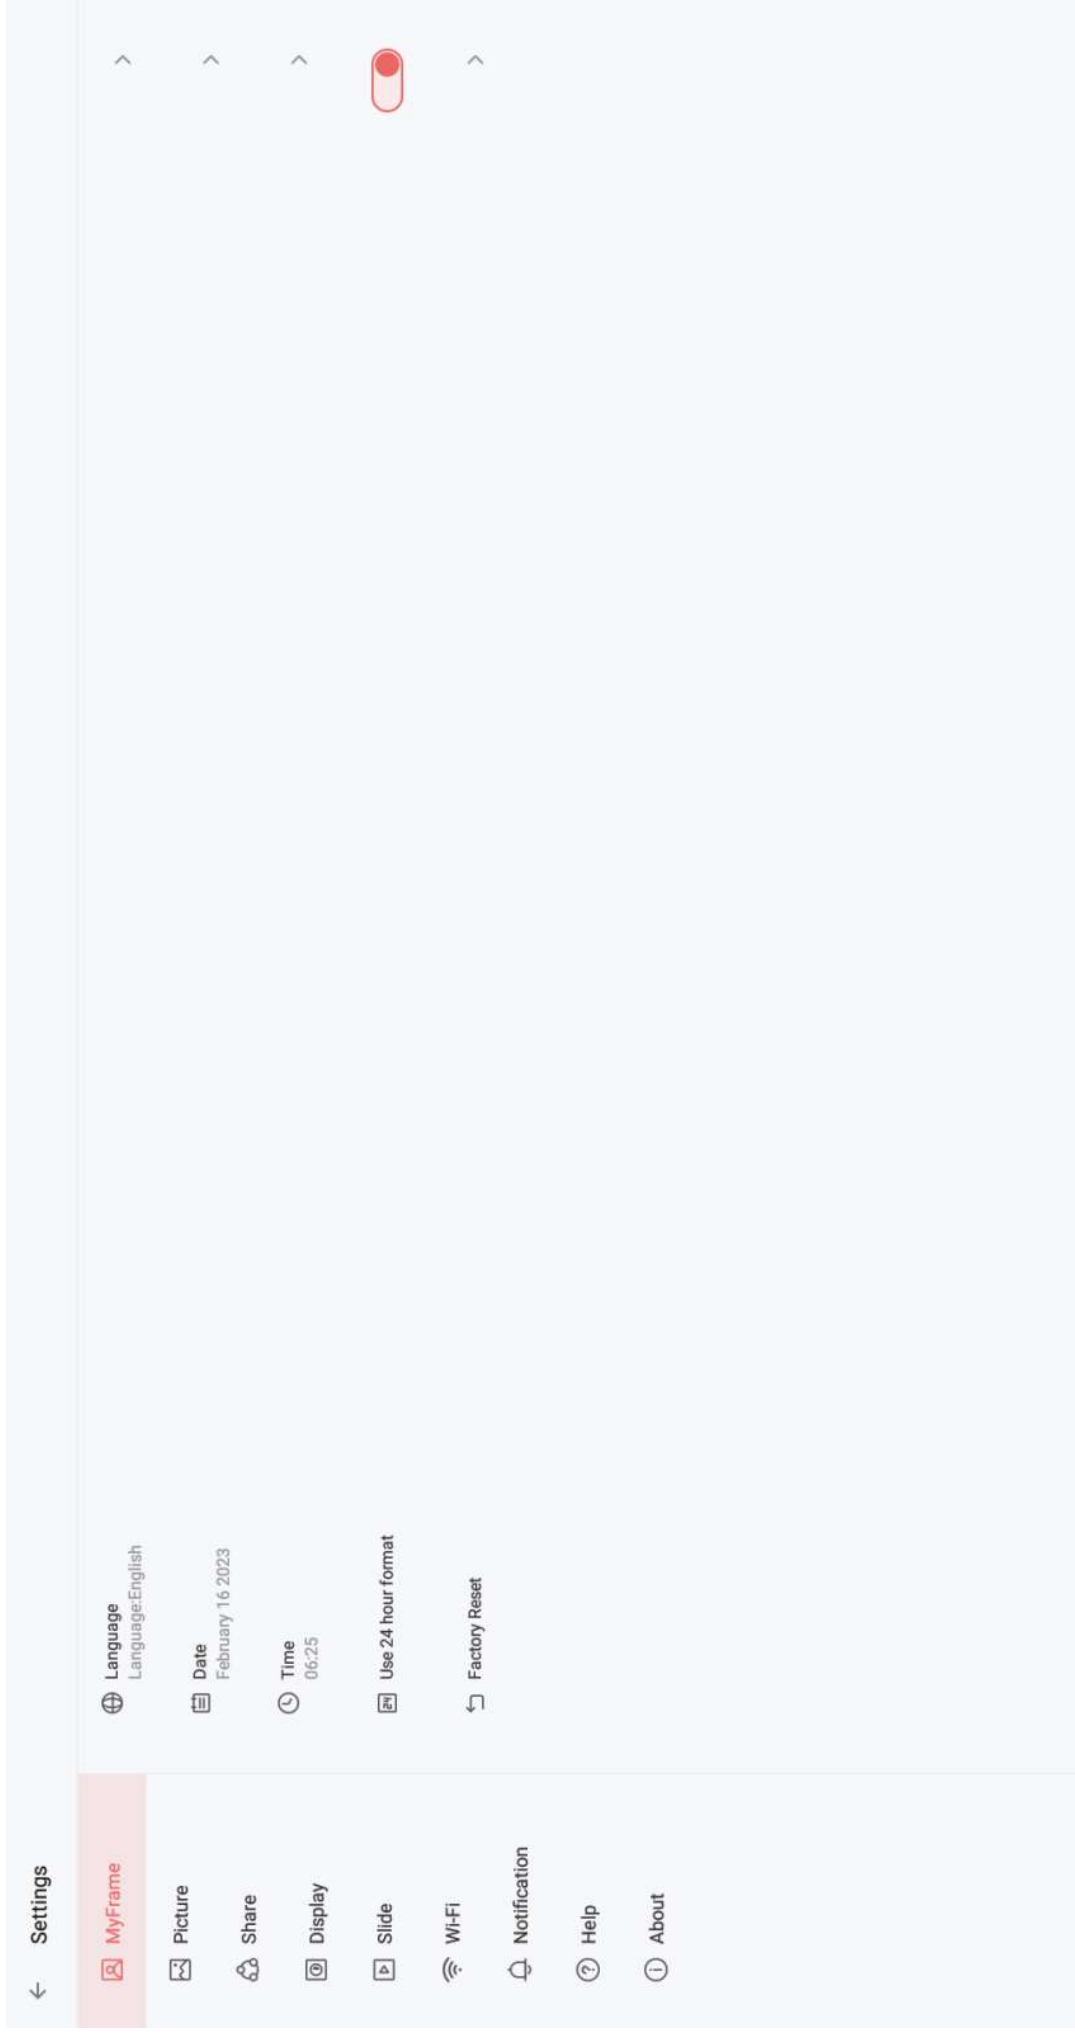 Settings
MyFrame
Picture
Share
Display
Slide
Wi-Fi
Notification
Help
About
Language
Language:English
Date
February 16 2023
Time
06:25
24
Use 24 hour format
Factory Reset